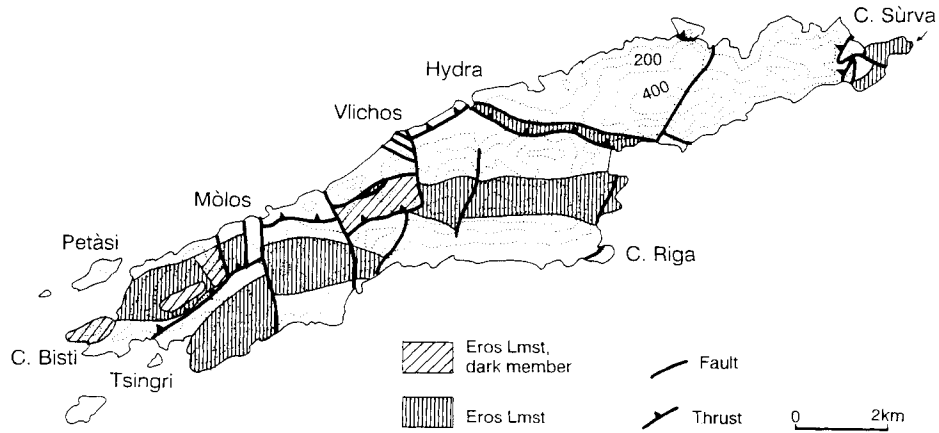 C. Sùrva
200
Hydra
400
Vlichos
Mòlos
Petàsi
C. Riga
C. Bisti
Tsingri
Eros Lmst,
dark member
Eros Lmst
Fault
Thrust
0 2km